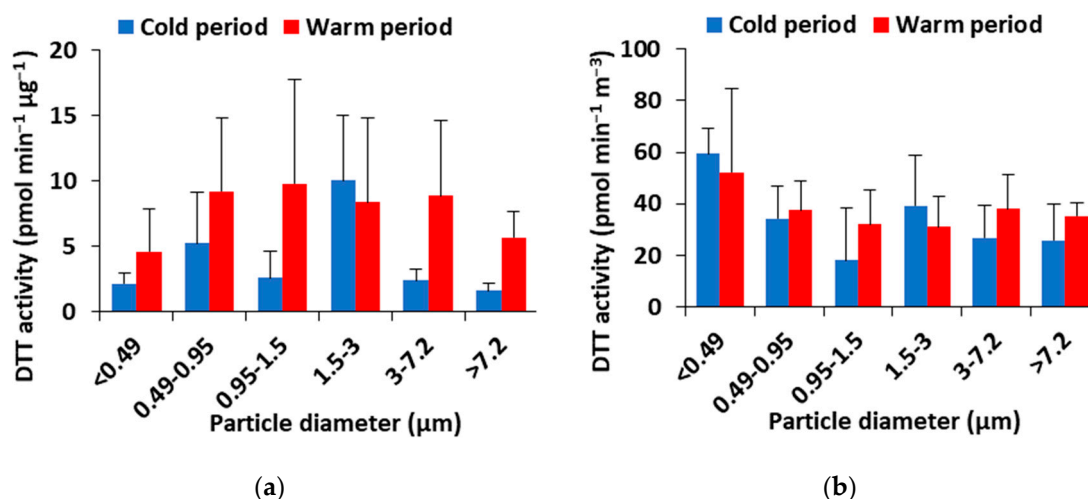 Cold period Warm period
DTT activity (pmol min⁻¹ µg⁻¹)
20
15
10
5
0
<0.49
0.49-0.95
0.95-1.5
1.5-3
3-7.2
>7.2
Particle diameter (µm)
(a)
Cold period Warm period
DTT activity (pmol min⁻¹ m⁻³)
100
80
60
40
20
0
<0.49
0.49-0.95
0.95-1.5
1.5-3
3-7.2
>7.2
Particle diameter (µm)
(b)